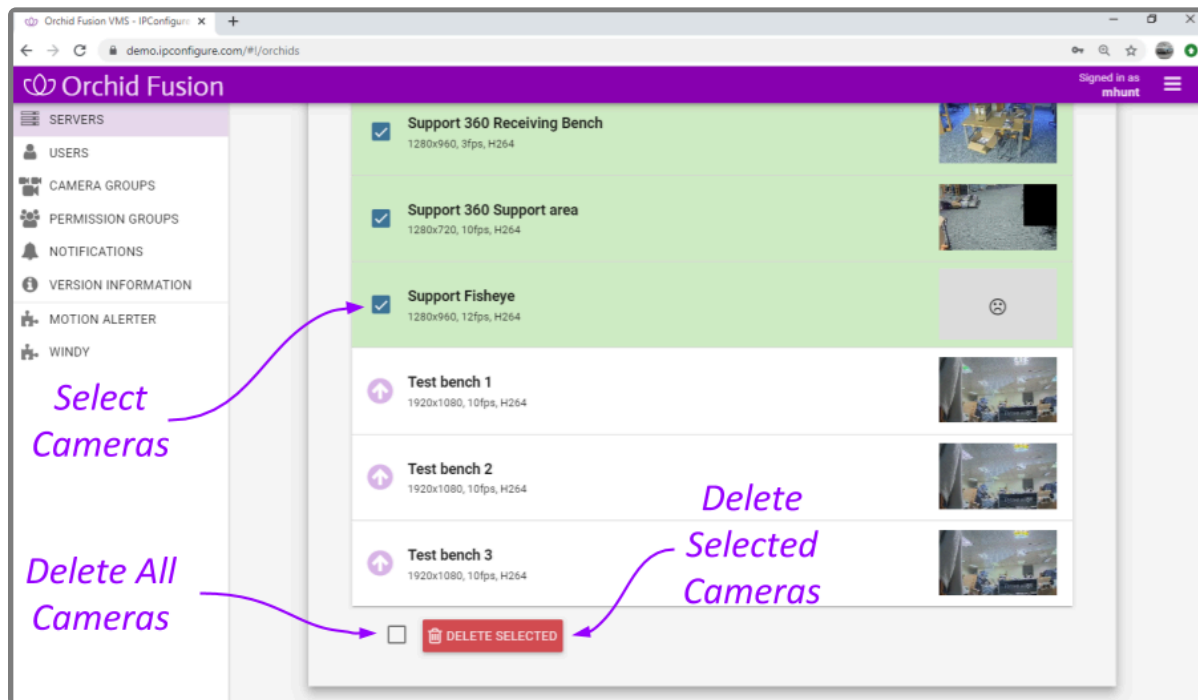 Orchid Fusion VMS - IPConfigure
demo.ipconfigure.com/#!/orchids
Orchid Fusion
Signed in as
mhunt
SERVERS
USERS
CAMERA GROUPS
PERMISSION GROUPS
NOTIFICATIONS
VERSION INFORMATION
MOTION ALERTER
WINDY
Support 360 Receiving Bench
1280x960, 3fps, H264
Support 360 Support area
1280x720, 10fps, H264
Support Fisheye
1280x960, 12fps, H264
Test bench 1
1920x1080, 10fps, H264
Test bench 2
1920x1080, 10fps, H264
Test bench 3
1920x1080, 10fps, H264
DELETE SELECTED
Select
Cameras
Delete All
Cameras
Delete
Selected
Cameras